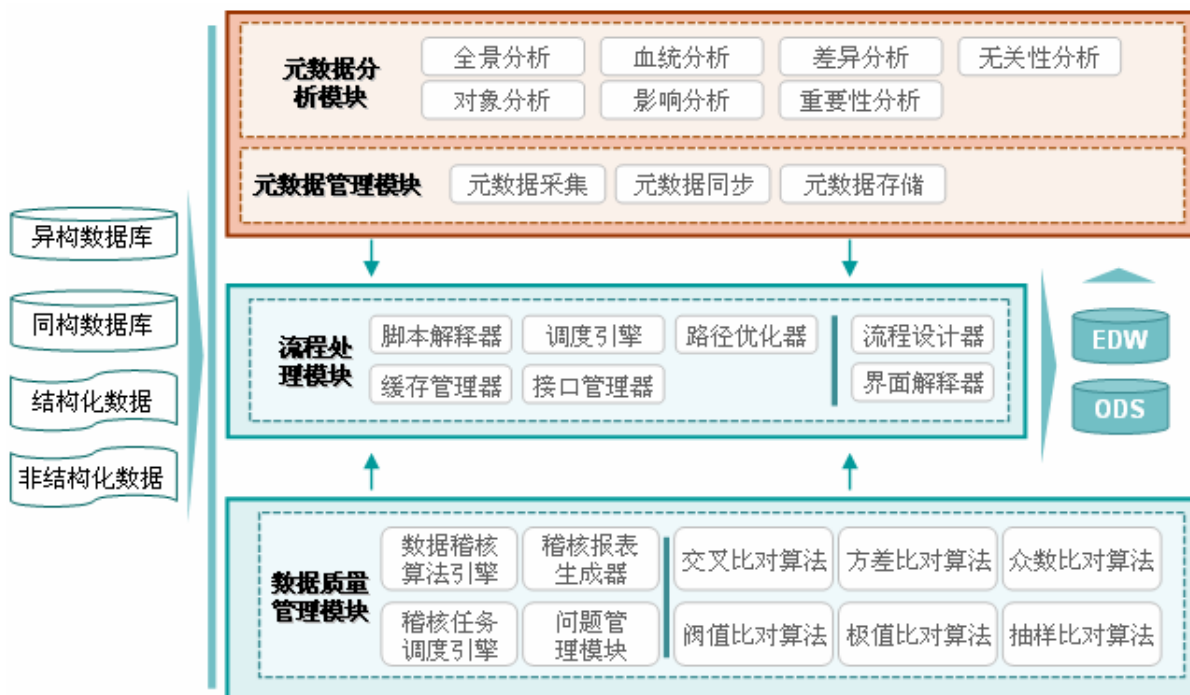 元数据分
析模块
全景分析
血统分析
差异分析
无关性分析
对象分析
影响分析
重要性分析
元数据管理模块
元数据采集
元数据同步
元数据存储
异构数据库
同构数据库
结构化数据
非结构化数据
流程处
理模块
脚本解释器
调度引擎
路径优化器
流程设计器
缓存管理器
接口管理器
界面解释器
EDW
ODS
数据质量
管理模块
数据稽核
算法引擎
稽核报表
生成器
交叉比对算法
方差比对算法
众数比对算法
稽核任务
调度引擎
问题管
理模块
阀值比对算法
极值比对算法
抽样比对算法